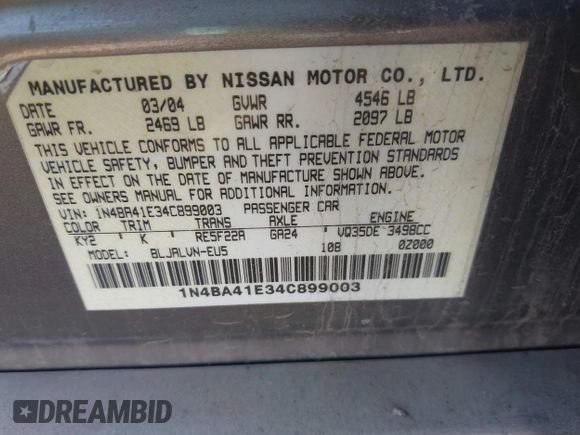 MANUFACTURED BY NISSAN MOTOR CO., LTD.
DATE 03/04 GVWR 4546 LB
GAWR FR. 2469 LB GAWR RR. 2097 LB
THIS VEHICLE CONFORMS TO ALL APPLICABLE FEDERAL MOTOR
VEHICLE SAFETY, BUMPER AND THEFT PREVENTION STANDARDS
IN EFFECT ON THE DATE OF MANUFACTURE SHOWN ABOVE.
SEE OWNERS MANUAL FOR ADDITIONAL INFORMATION.
VIN: 1N4BA41E34C899003 PASSENGER CAR
COLOR TRIM TRANS AXLE ENGINE
KY2 K RE5F22A GA24 VQ35DE 3498CC
BLJALVN-EU5 108 0Z000
1N4BA41E34C899003
DREAMBID